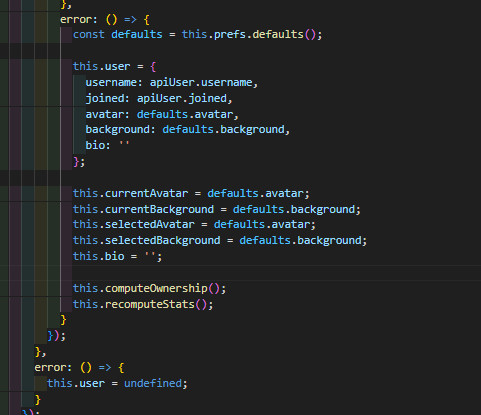 },
error: () => {
const defaults = this.prefs.defaults();
this.user = {
username: apiUser.username,
joined: apiUser.joined,
avatar: defaults.avatar,
background: defaults.background,
bio: ''
};
this.currentAvatar = defaults.avatar;
this.currentBackground = defaults.background;
this.selectedAvatar = defaults.avatar;
this.selectedBackground = defaults.background;
this.bio = '';
this.computeOwnership();
this.recomputeStats();
}
});
},
error: () => {
this.user = undefined;
}
});